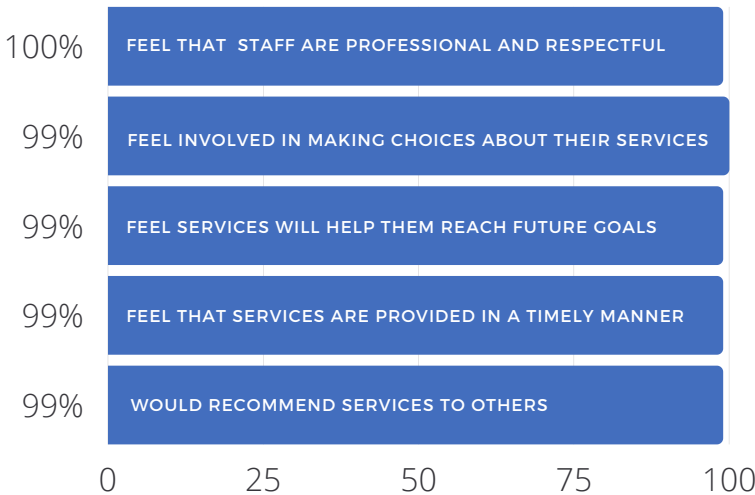 100% FEEL THAT STAFF ARE PROFESSIONAL AND RESPECTFUL
99% FEEL INVOLVED IN MAKING CHOICES ABOUT THEIR SERVICES
99% FEEL SERVICES WILL HELP THEM REACH FUTURE GOALS
99% FEEL THAT SERVICES ARE PROVIDED IN A TIMELY MANNER
99% WOULD RECOMMEND SERVICES TO OTHERS
0 25 50 75 100